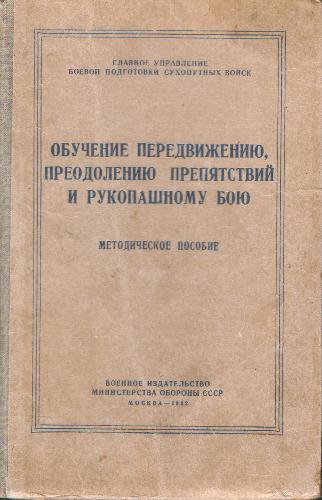 ГЛАВНОЕ УПРАВЛЕНИЕ
БОЕВОЙ ПОДГОТОВКИ СУХОПУТНЫХ ВОЙСК
ОБУЧЕНИЕ ПЕРЕДВИЖЕНИЮ,
ПРЕОДОЛЕНИЮ ПРЕПЯТСТВИЙ
И РУКОПАШНОМУ БОЮ
МЕТОДИЧЕСКОЕ ПОСОБИЕ
ВОЕННОЕ ИЗДАТЕЛЬСТВО
МИНИСТЕРСТВА ОБОРОНЫ СССР
МОСКВА—1962